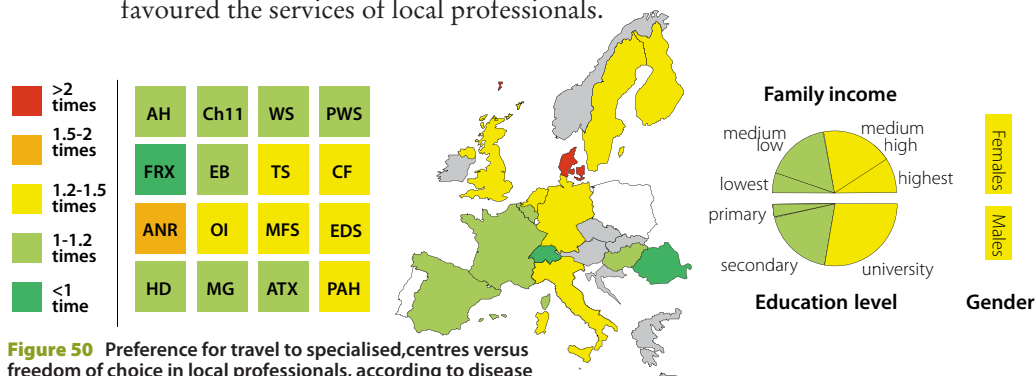 favoured the services of local professionals.
>2
times
1.5-2
times
1.2-1.5
times
1-1.2
times
<1
time
AH Ch11 WS PWS
FRX EB TS CF
ANR OI MFS EDS
HD MG ATX PAH
Family income
medium
low
medium
high
lowest
highest
primary
secondary
university
Education level
Females
Males
Gender
Figure 50 Preference for travel to specialised,centres versus
freedom of choice in local professionals, according to disease